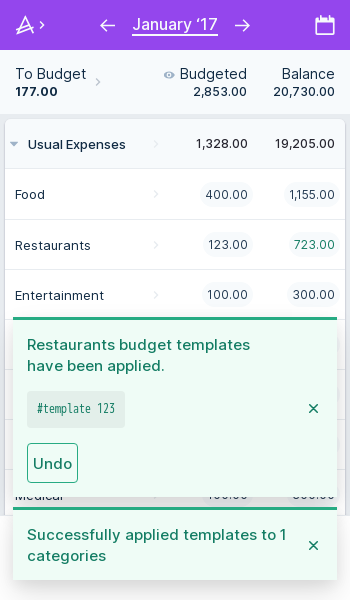 January ‘17
To Budget Budgeted Balance
177.00 2,853.00 20,730.00
Usual Expenses 1,328.00 19,205.00
Food 400.00 1,155.00
Restaurants 123.00 723.00
Entertainment 100.00 300.00
Restaurants budget templates
have been applied.
#template 123
Undo
Medical
Successfully applied templates to 1
categories